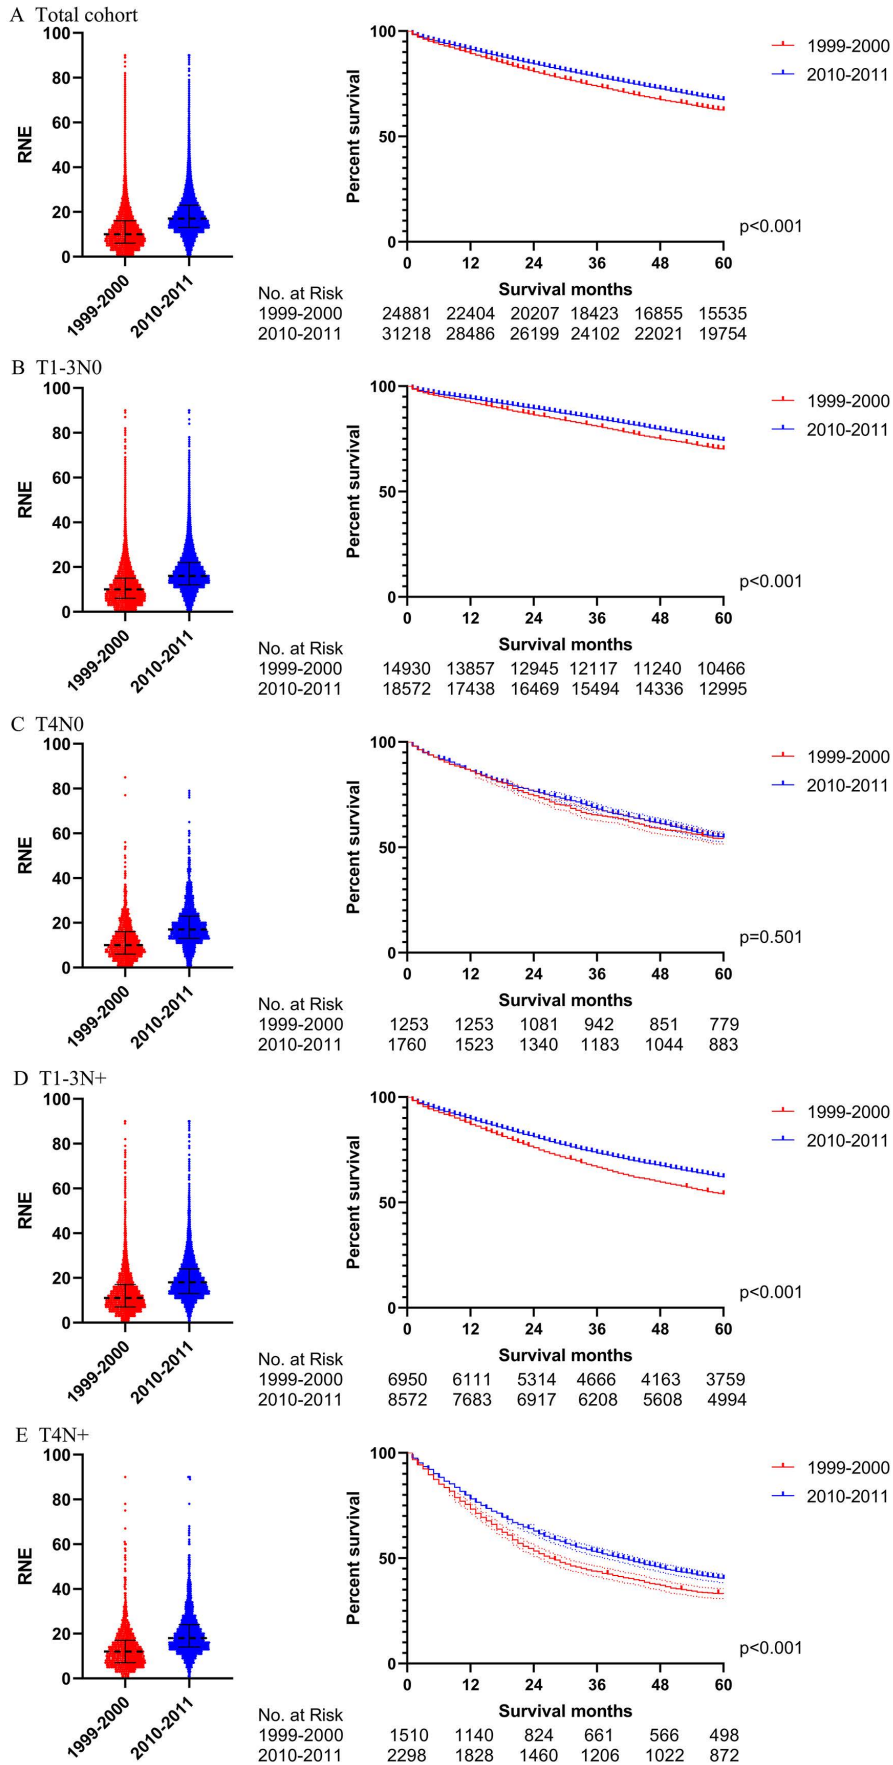 A Total cohort
100
80
60
40
20
0
RNE
1999-2000
2010-2011
100
50
0
Percent survival
0 12 24 36 48 60
Survival months
1999-2000
2010-2011
p<0.001
No. at Risk
1999-2000 24881 22404 20207 18423 16855 15535
2010-2011 31218 28486 26199 24102 22021 19754
B T1-3N0
100
80
60
40
20
0
RNE
1999-2000
2010-2011
100
50
0
Percent survival
0 12 24 36 48 60
Survival months
1999-2000
2010-2011
p<0.001
No. at Risk
1999-2000 14930 13857 12945 12117 11240 10466
2010-2011 18572 17438 16469 15494 14336 12995
C T4N0
100
80
60
40
20
0
RNE
1999-2000
2010-2011
100
50
0
Percent survival
0 12 24 36 48 60
Survival months
1999-2000
2010-2011
p=0.501
No. at Risk
1999-2000 1253 1253 1081 942 851 779
2010-2011 1760 1523 1340 1183 1044 883
D T1-3N+
100
80
60
40
20
0
RNE
1999-2000
2010-2011
100
50
0
Percent survival
0 12 24 36 48 60
Survival months
1999-2000
2010-2011
p<0.001
No. at Risk
1999-2000 6950 6111 5314 4666 4163 3759
2010-2011 8572 7683 6917 6208 5608 4994
E T4N+
100
80
60
40
20
0
RNE
1999-2000
2010-2011
100
50
0
Percent survival
0 12 24 36 48 60
Survival months
1999-2000
2010-2011
p<0.001
No. at Risk
1999-2000 1510 1140 824 661 566 498
2010-2011 2298 1828 1460 1206 1022 872